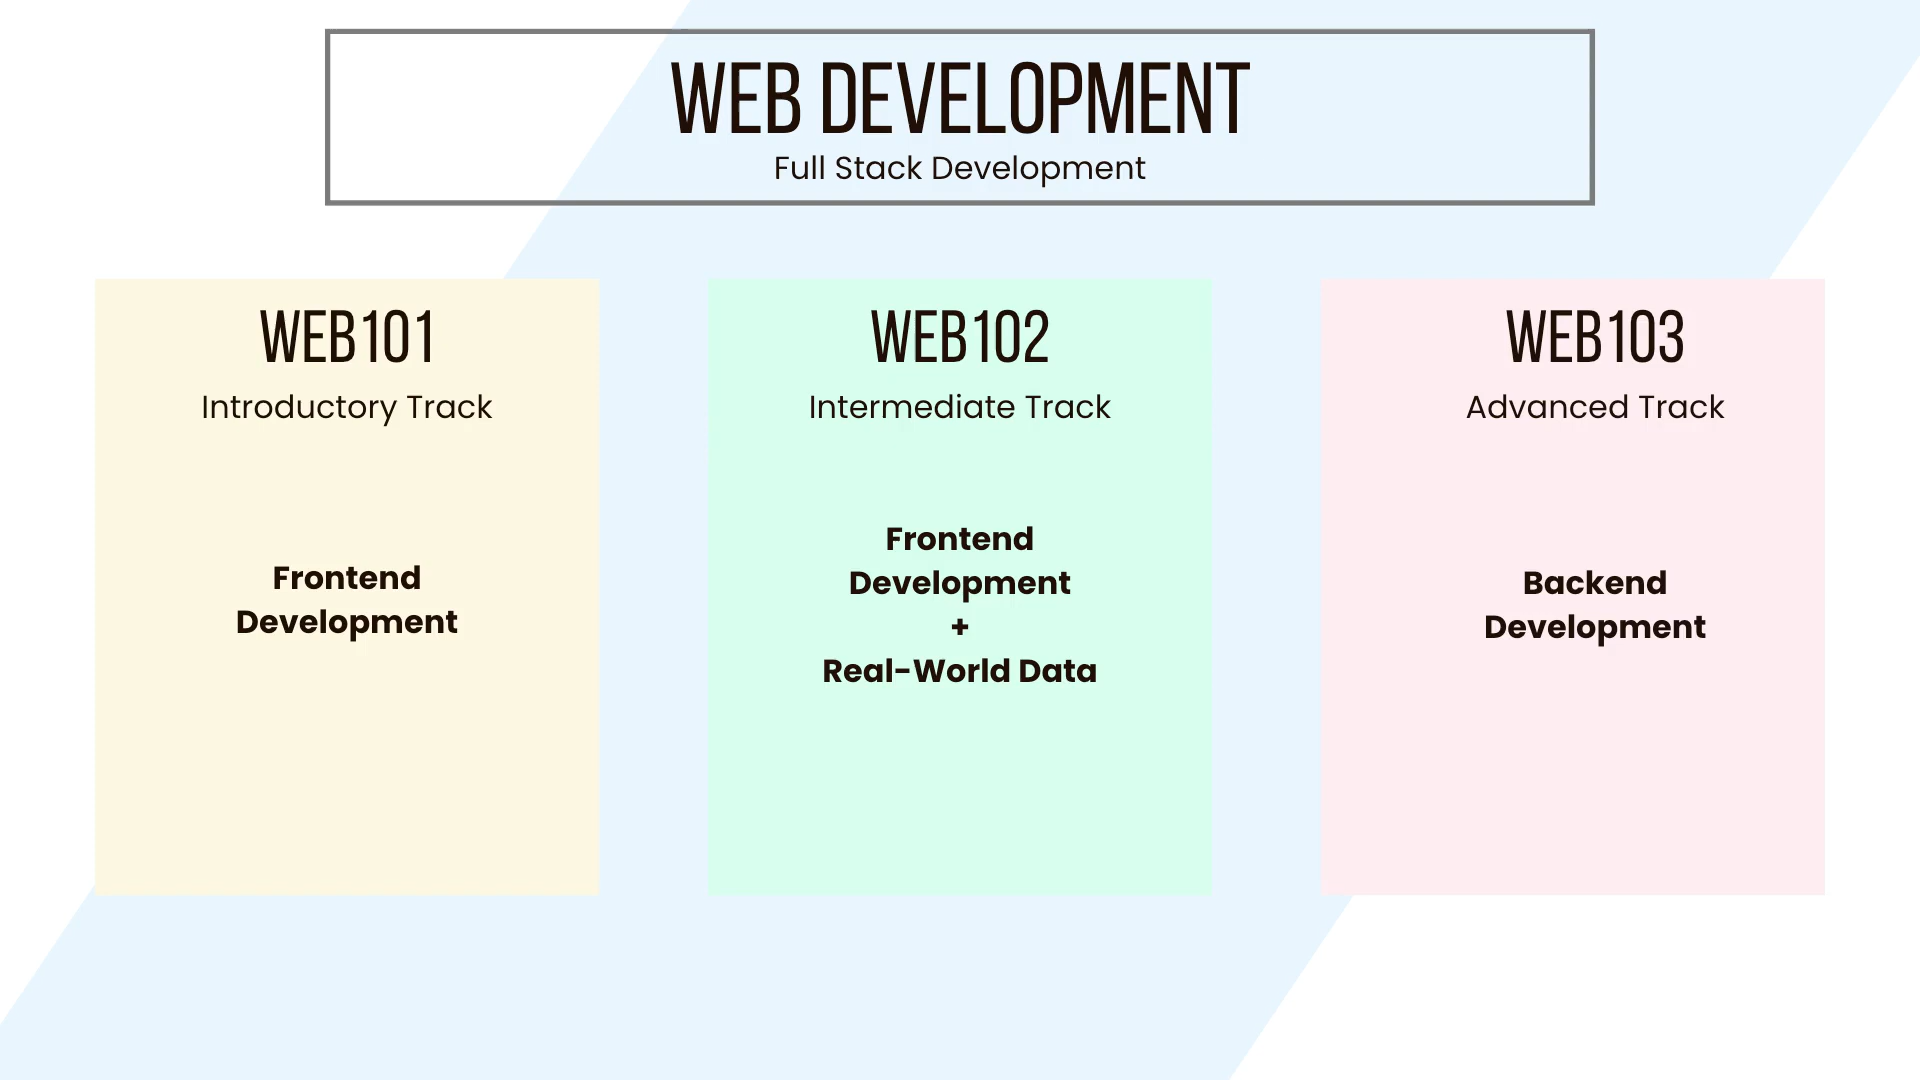 WEB DEVELOPMENT
Full Stack Development
WEB101
Introductory Track
Frontend
Development
WEB102
Intermediate Track
Frontend
Development
+
Real-World Data
WEB103
Advanced Track
Backend
Development